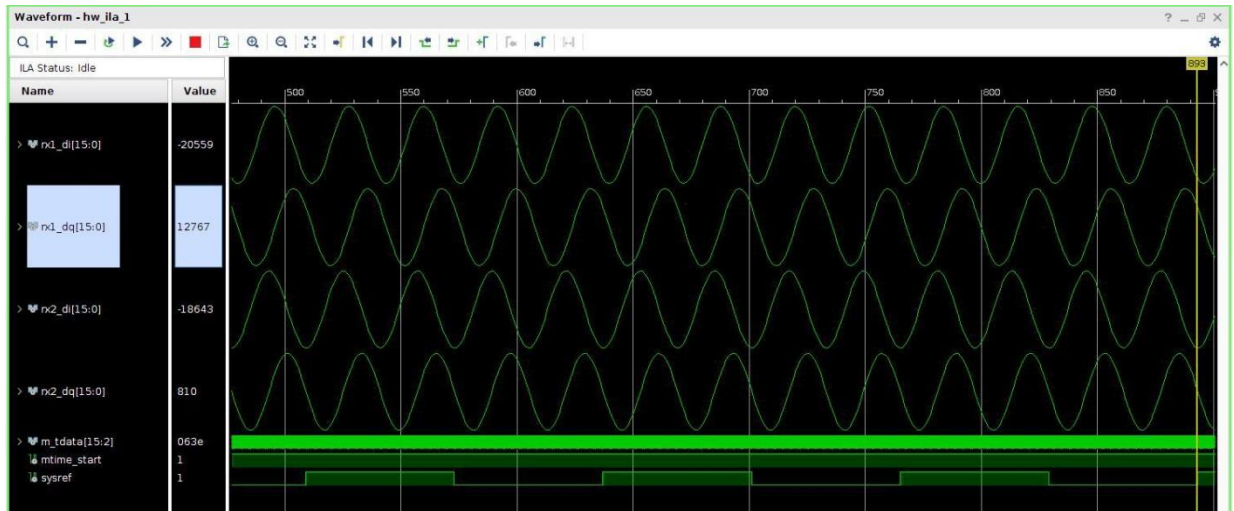 Waveform - hw_ila_1
ILA Status: Idle
893
Name Value
500 550 600 650 700 750 800 850
rx1_di[15:0] -20559
rx1_dq[15:0] 12767
rx2_di[15:0] -18643
rx2_dq[15:0] 810
m_tdata[15:2] 063e
mtime_start 1
sysref 1